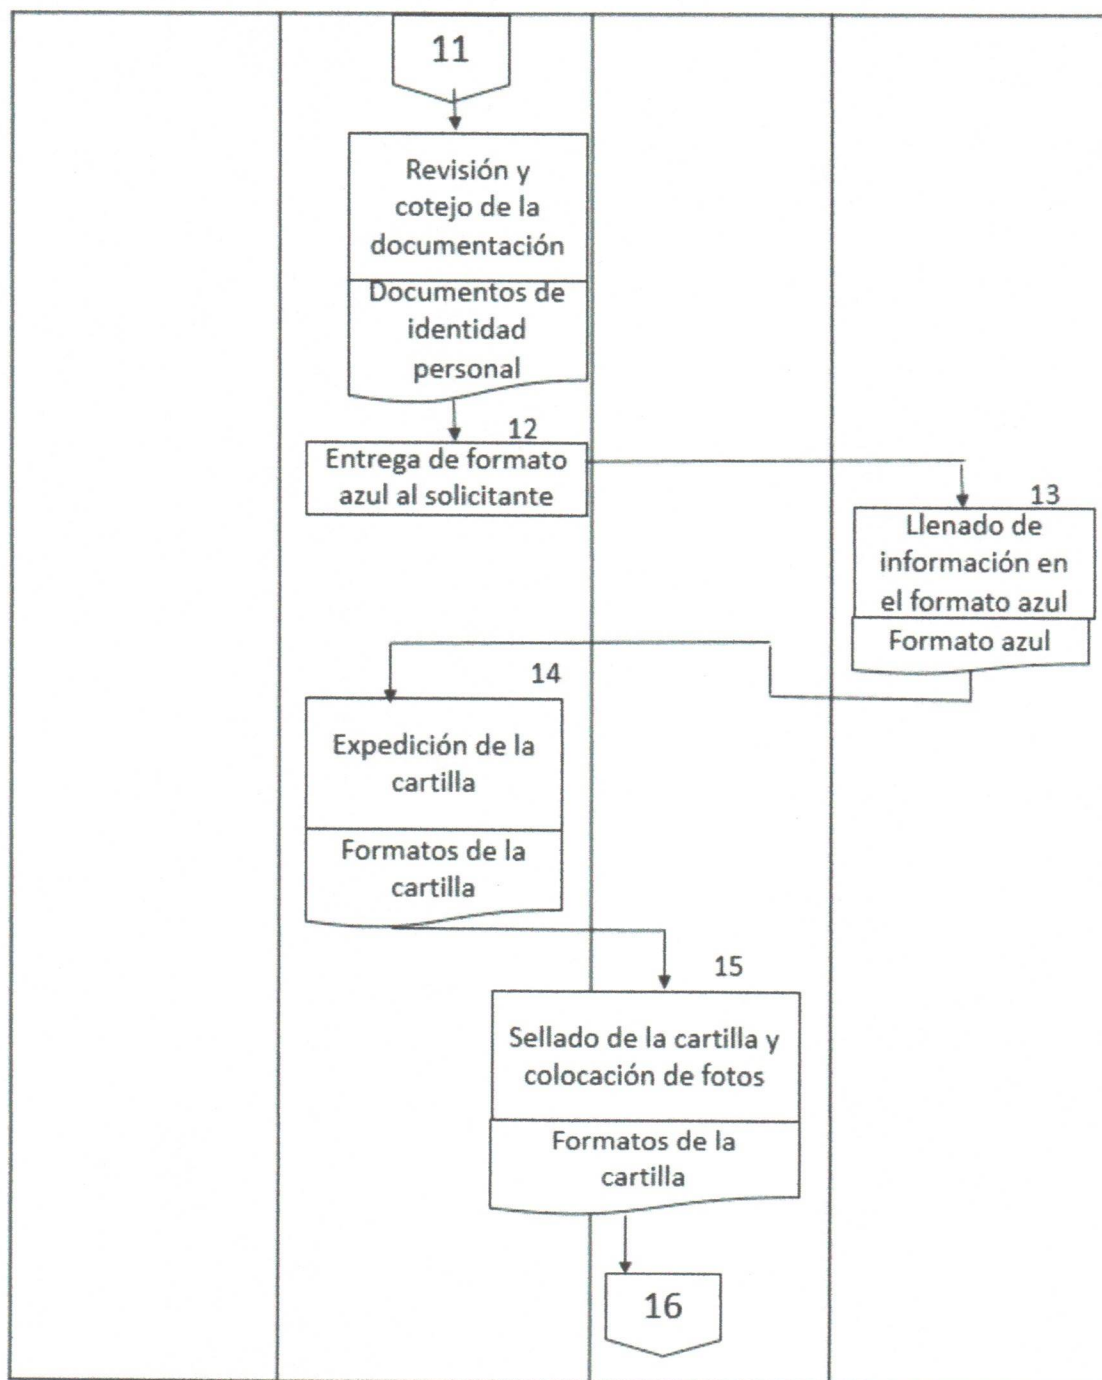 11
Revisión y
cotejo de la
documentación
Documentos de
identidad
personal
12
Entrega de formato
azul al solicitante
13
Llenado de
información en
el formato azul
Formato azul
14
Expedición de la
cartilla
Formatos de la
cartilla
15
Sellado de la cartilla y
colocación de fotos
Formatos de la
cartilla
16